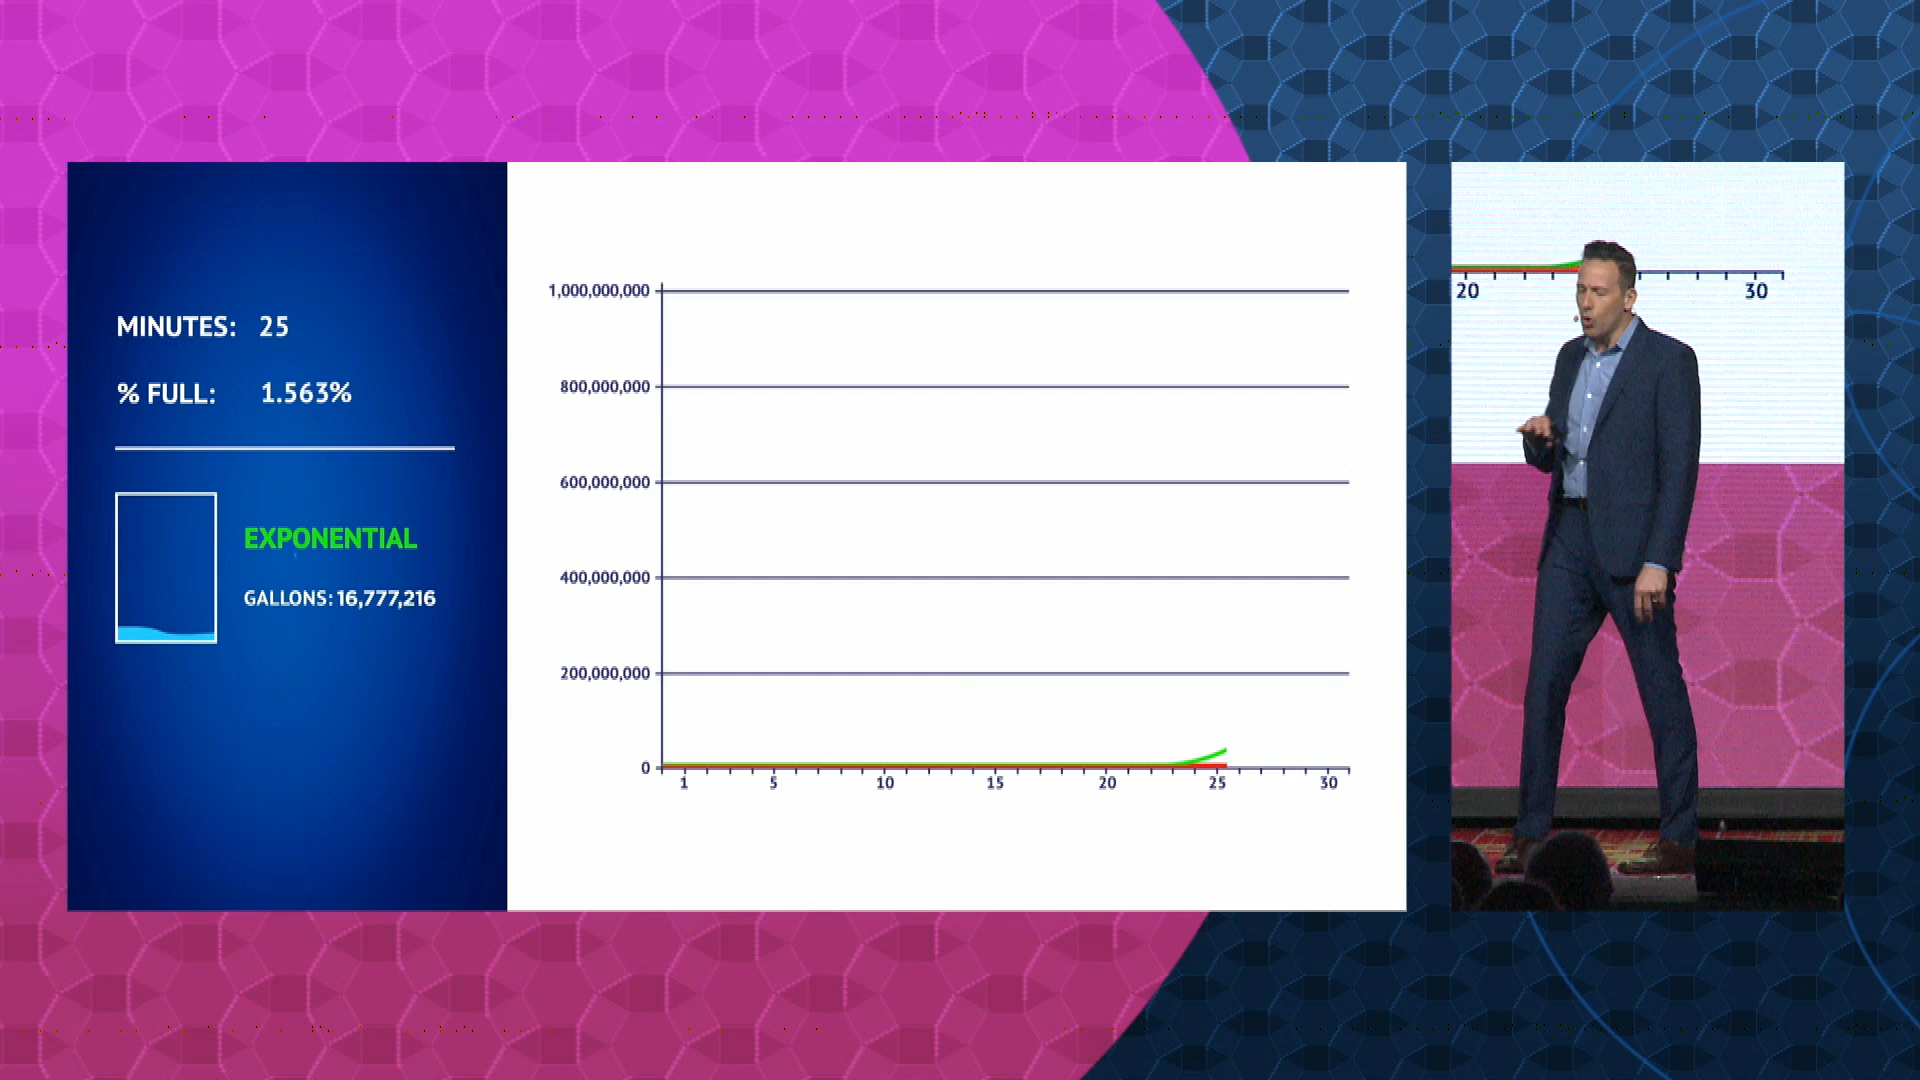 MINUTES: 25
% FULL: 1.563%
EXPONENTIAL
GALLONS: 16,777,216
1,000,000,000
800,000,000
600,000,000
400,000,000
200,000,000
0
1 5 10 15 20 25 30
20 30